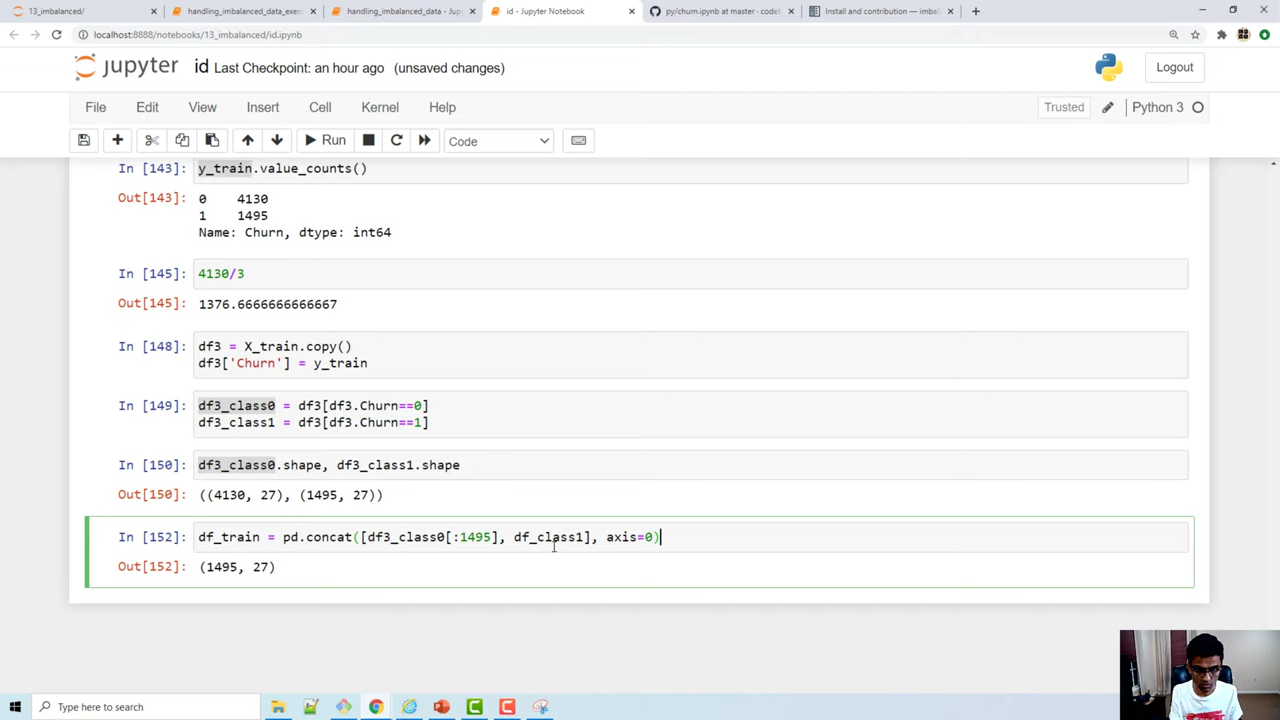 13_imbalanced/
handling_imbalanced_data_exerc
handling_imbalanced_data - Jupy
id - Jupyter Notebook
py/churn.ipynb at master · codeb
Install and contribution — imbal
localhost:8888/notebooks/13_imbalanced/id.ipynb
jupyter id Last Checkpoint: an hour ago (unsaved changes)
Logout
File Edit View Insert Cell Kernel Help
Trusted Python 3
Run Code
In [143]: y_train.value_counts()
Out[143]: 0 4130
1 1495
Name: Churn, dtype: int64
In [145]: 4130/3
Out[145]: 1376.6666666666667
In [148]: df3 = X_train.copy()
df3['Churn'] = y_train
In [149]: df3_class0 = df3[df3.Churn==0]
df3_class1 = df3[df3.Churn==1]
In [150]: df3_class0.shape, df3_class1.shape
Out[150]: ((4130, 27), (1495, 27))
In [152]: df_train = pd.concat([df3_class0[:1495], df_class1], axis=0)
Out[152]: (1495, 27)
Type here to search